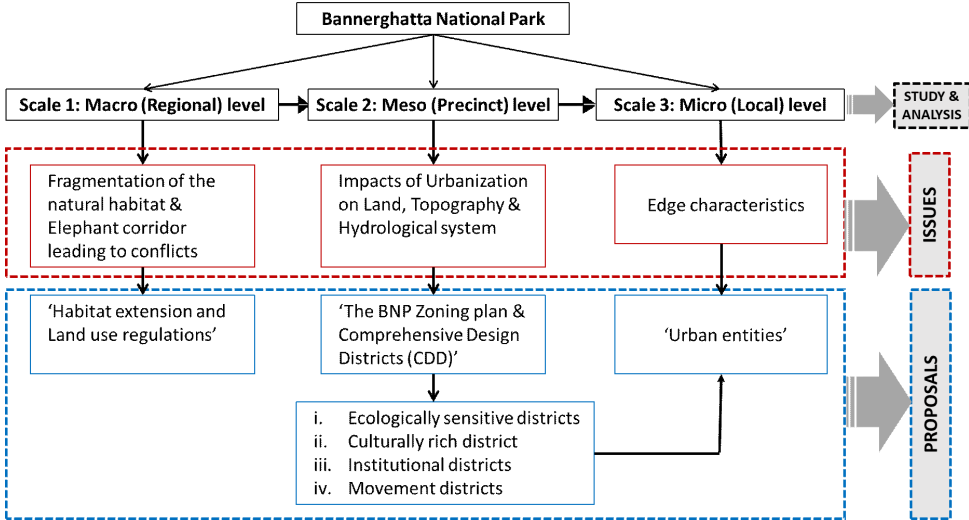 Bannerghatta National Park
Scale 1: Macro (Regional) level
Scale 2: Meso (Precinct) level
Scale 3: Micro (Local) level
STUDY &
ANALYSIS
Fragmentation of the
natural habitat &
Elephant corridor
leading to conflicts
Impacts of Urbanization
on Land, Topography &
Hydrological system
Edge characteristics
ISSUES
‘Habitat extension and
Land use regulations’
‘The BNP Zoning plan &
Comprehensive Design
Districts (CDD)’
‘Urban entities’
i. Ecologically sensitive districts
ii. Culturally rich district
iii. Institutional districts
iv. Movement districts
PROPOSALS